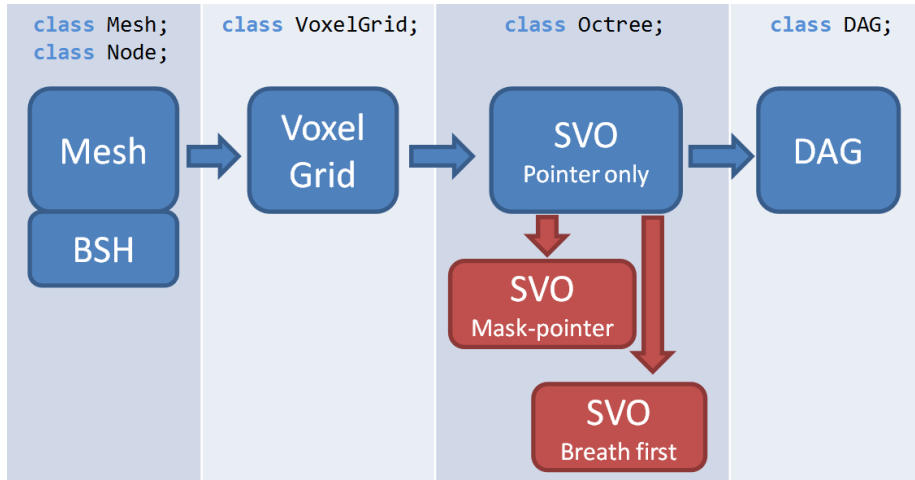 class Mesh;
class Node;
class VoxelGrid;
class Octree;
class DAG;
Mesh
BSH
Voxel
Grid
SVO
Pointer only
DAG
SVO
Mask-pointer
SVO
Breath first